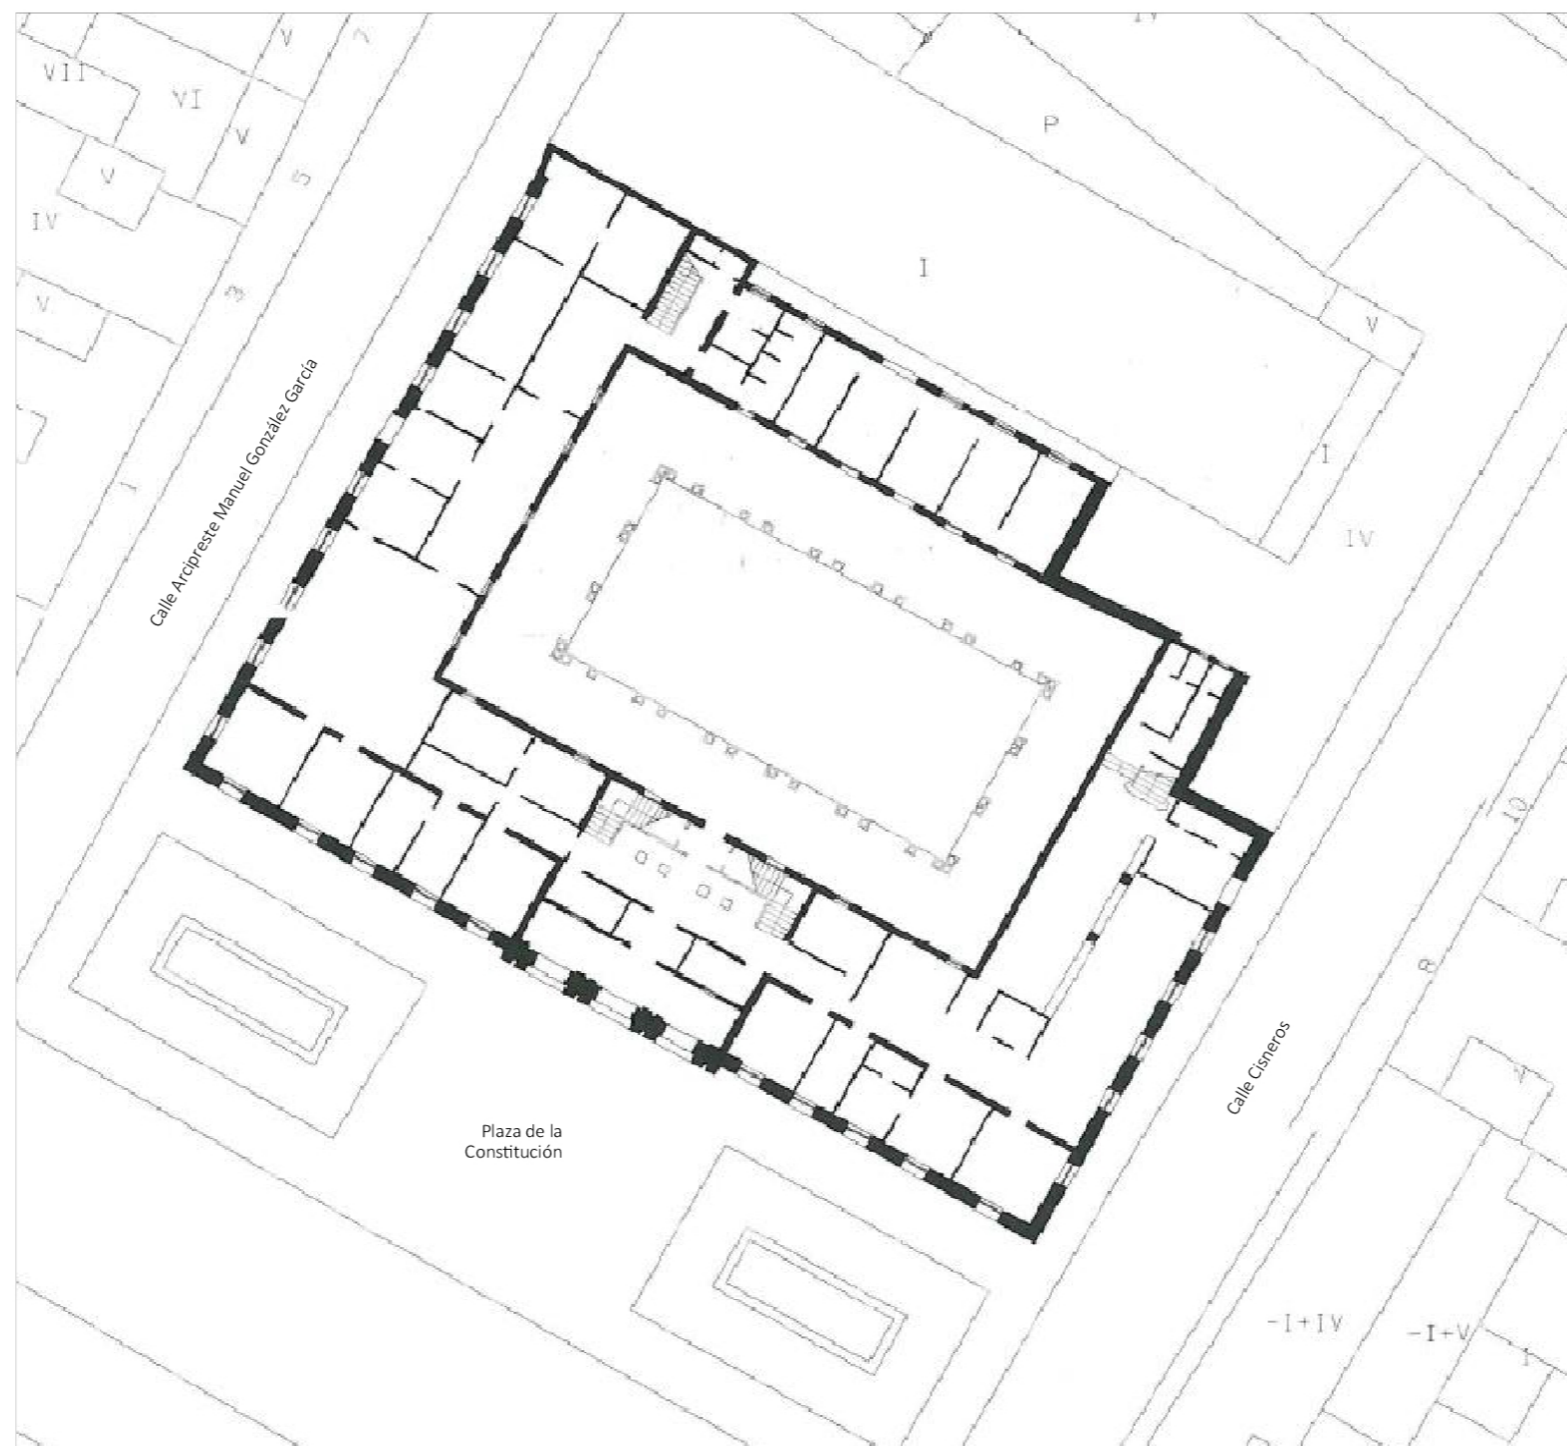 IV
V
7
VII
VI
V
P
V
5
IV
I
3
V
V
I
Calle Arcipreste Manuel González García
1
IV
10
8
Calle Cisneros
V
Plaza de la
Constitución
-I+IV
-I+V
I